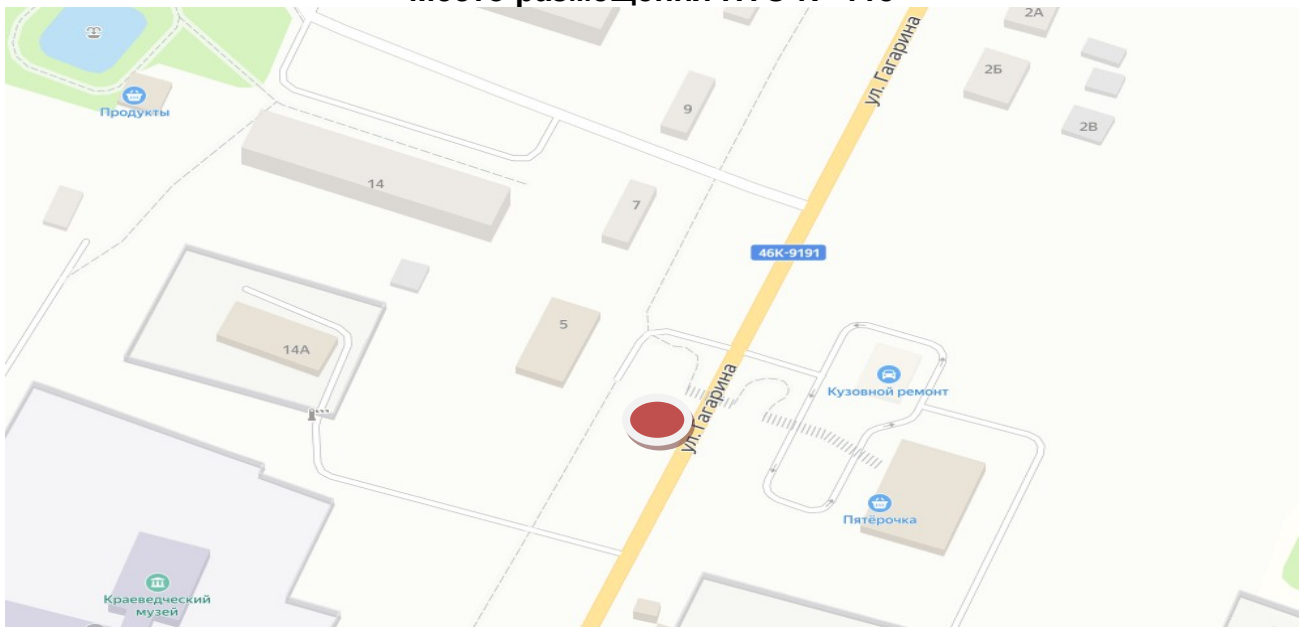 2А
ул. Гагарина
2Б
Продукты
9
2В
14
7
46К-9191
5
14А
ул. Гагарина
Кузовной ремонт
Пятёрочка
Краеведческий
музей